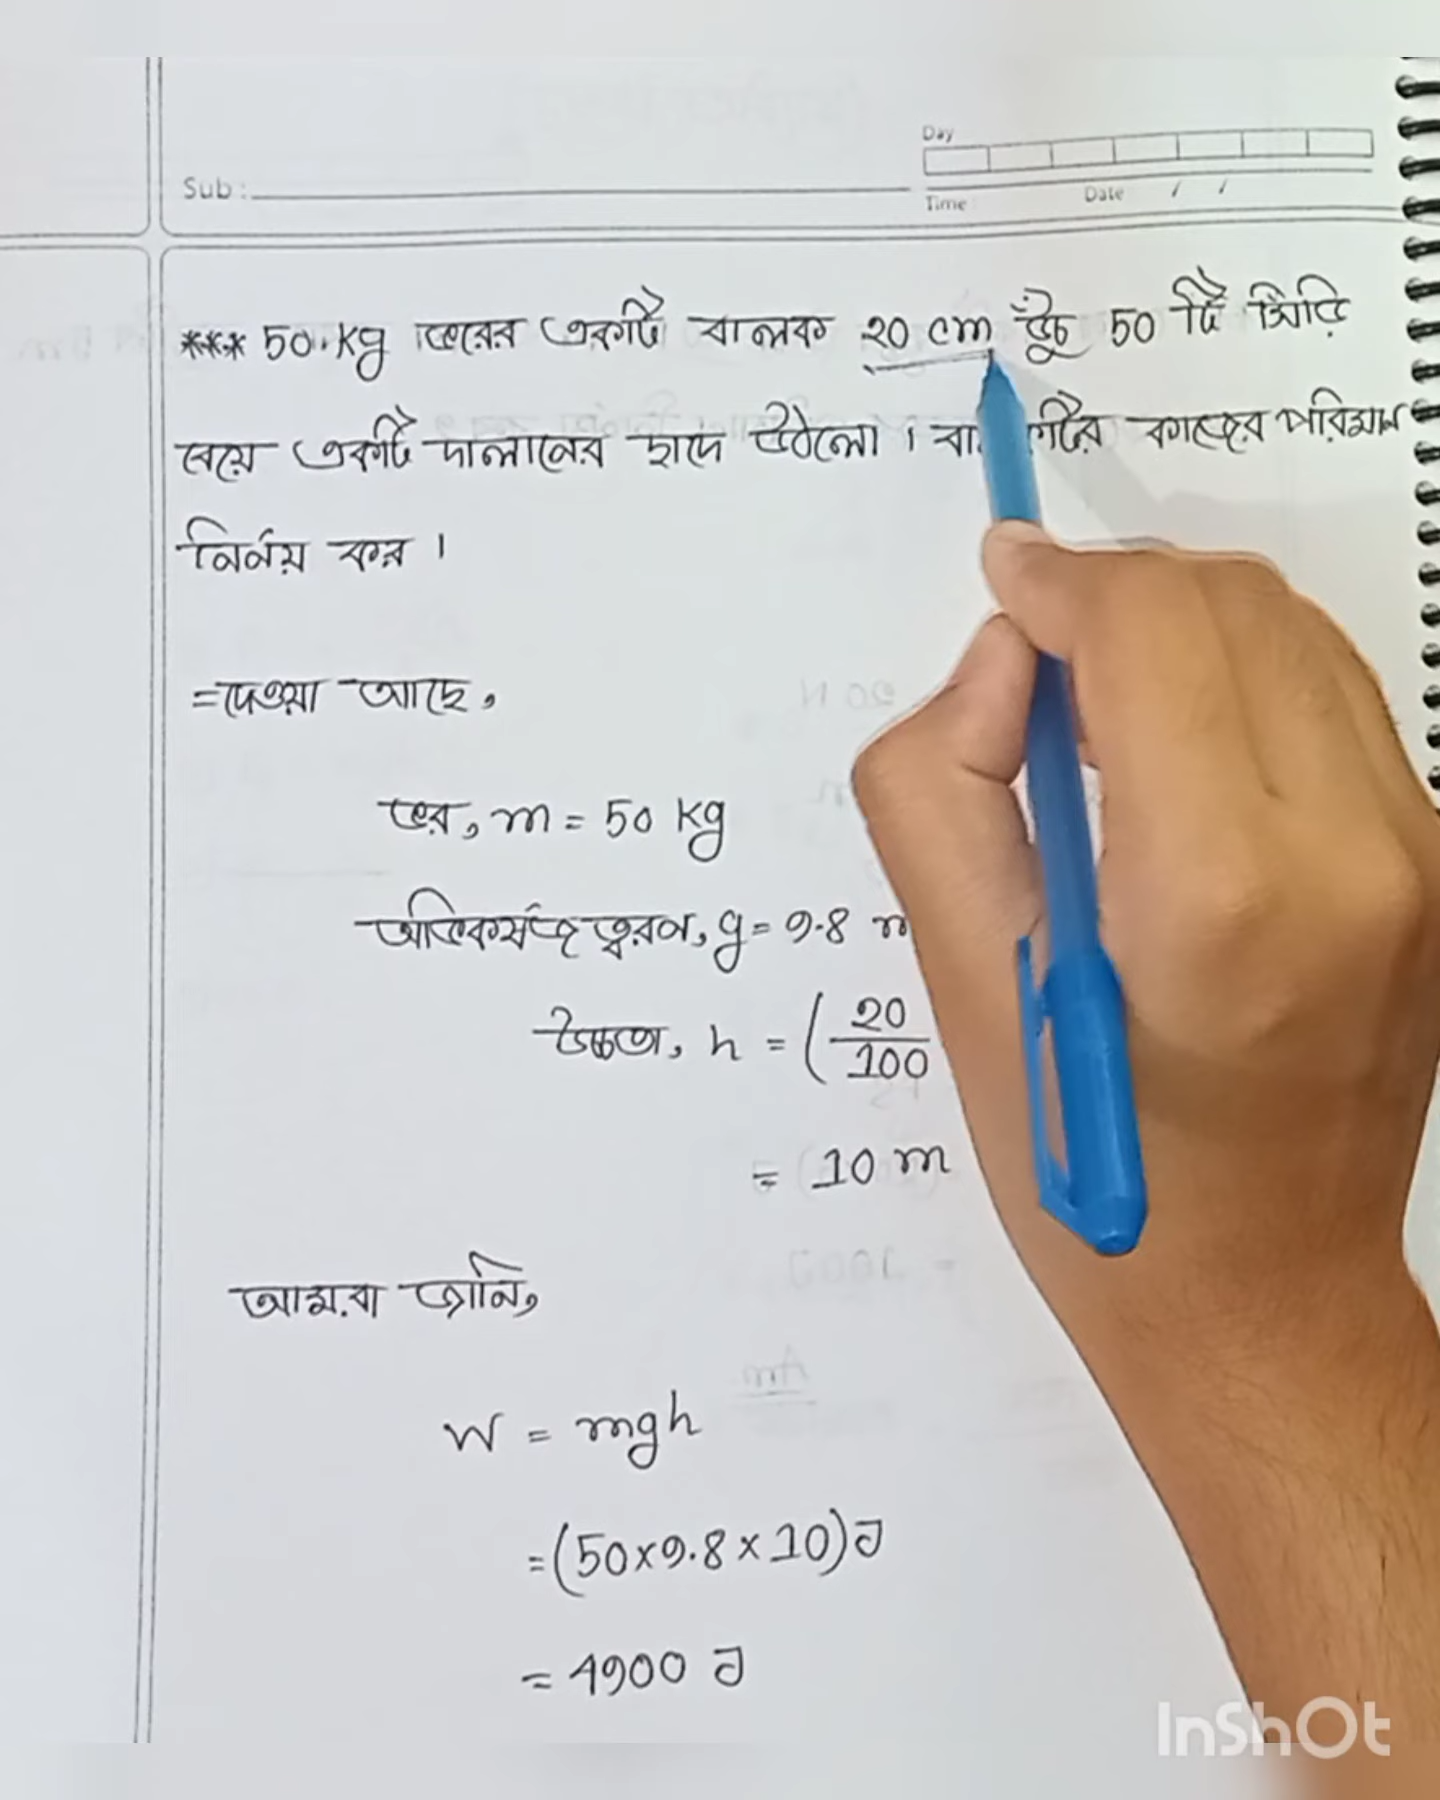 Day
Sub :
Time
Date / /
*** 50 kg ভরের একটি বালক 20 cm উঁচু 50 টি সিঁড়ি
বেয়ে একটি দালানের ছাদে উঠলো । কাজের পরিমান
নির্নয় কর ।
=দেওয়া আছে,
ভর, m = 50 kg
অভিকর্ষজ ত্বরণ, g = 9.8 m
উচ্চতা, h = ( 20/100
= 10 m
আমরা জানি,
W = mgh
= (50×9.8×10) J
= 4900 J
InShOt